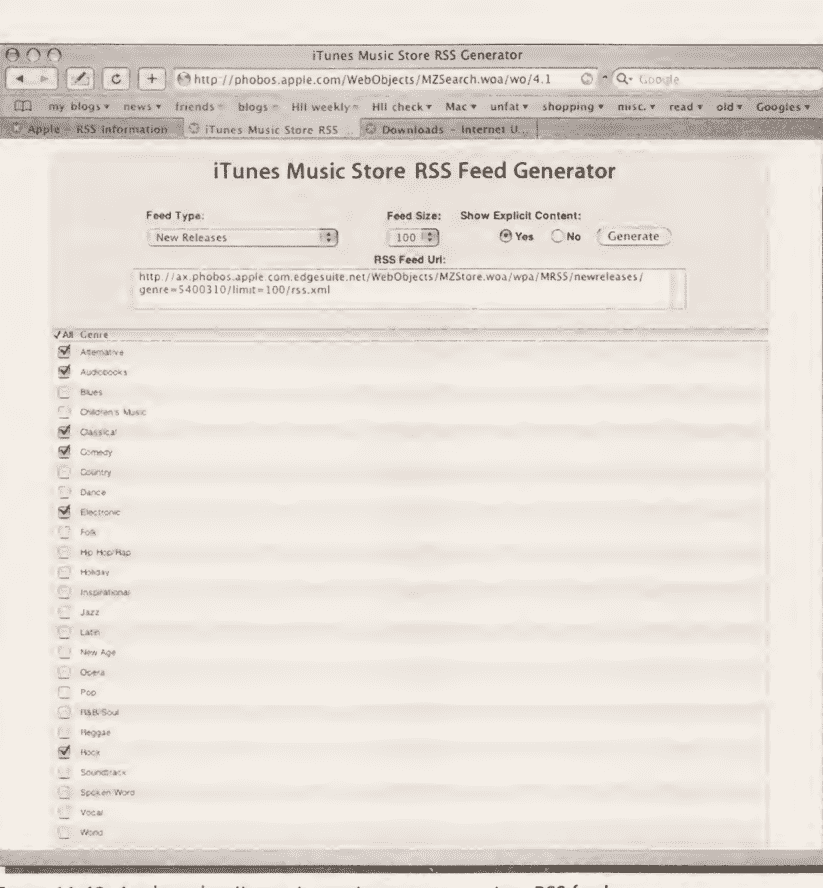 iTunes Music Store RSS Generator
http://phobos.apple.com/WebObjects/MZSearch.woa/wo/4.1 Q- Google
my blogs news friends blogs HII weekly HII check Mac unfat shopping misc. read old Googles
Apple - RSS Information iTunes Music Store RSS ... Downloads - Internet U...
iTunes Music Store RSS Feed Generator
Feed Type: Feed Size: Show Explicit Content:
New Releases 100 Yes No Generate
RSS Feed Url:
http://ax.phobos.apple.com.edgesuite.net/WebObjects/MZStore.woa/wpa/MRSS/newreleases/
genre=5400310/limit=100/rss.xml
√All Genre
Alternative
Audiobooks
Blues
Children's Music
Classical
Comedy
Country
Dance
Electronic
Folk
Hip Hop/Rap
Holiday
Inspirational
Jazz
Latin
New Age
Opera
Pop
R&B/Soul
Reggae
Rock
Soundtrack
Spoken Word
Vocal
World